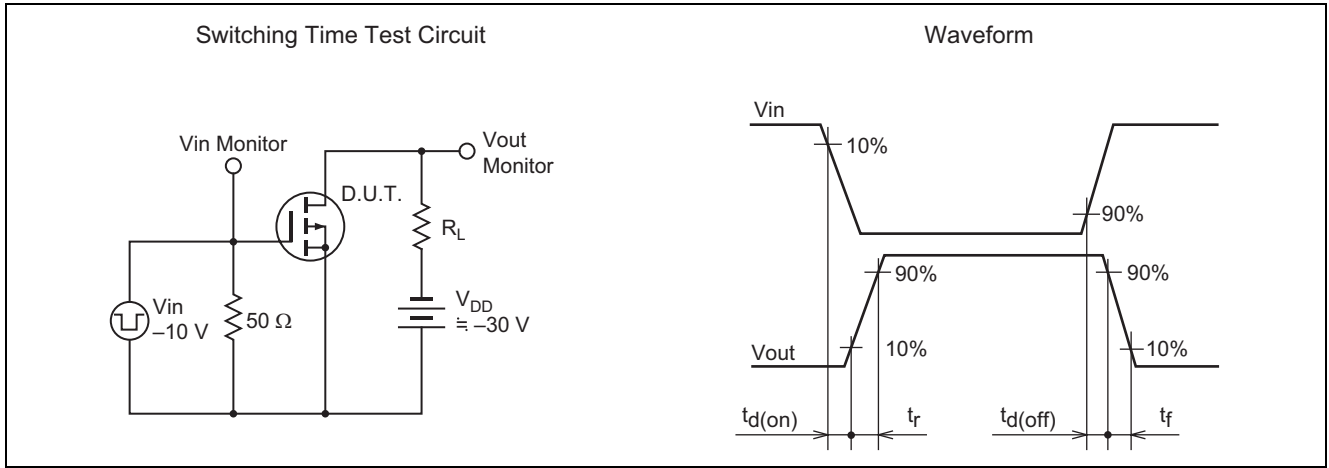 Switching Time Test Circuit
Vin Monitor
D.U.T.
Vout
Monitor
RL
Vin
–10 V
50 Ω
VDD
≒ –30 V
Waveform
Vin
10%
90%
90%
90%
Vout
10%
10%
td(on)
tr
td(off)
tf